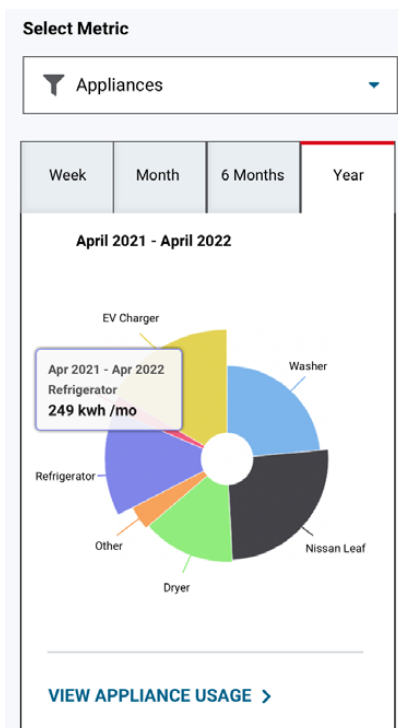 Select Metric
Appliances
Week
Month
6 Months
Year
April 2021 - April 2022
EV Charger
Apr 2021 - Apr 2022
Refrigerator
249 kwh /mo
Washer
Refrigerator
Other
Nissan Leaf
Dryer
VIEW APPLIANCE USAGE >